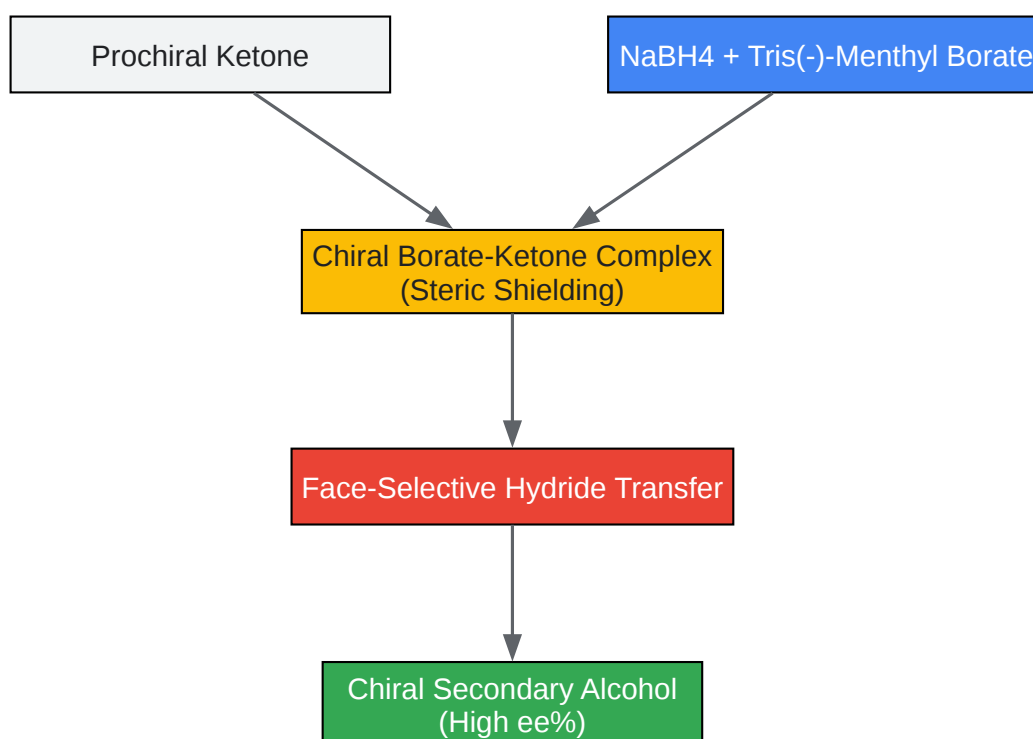 Prochiral Ketone
NaBH4 + Tris(-)-Menthyl Borate
Chiral Borate-Ketone Complex
(Steric Shielding)
Face-Selective Hydride Transfer
Chiral Secondary Alcohol
(High ee%)